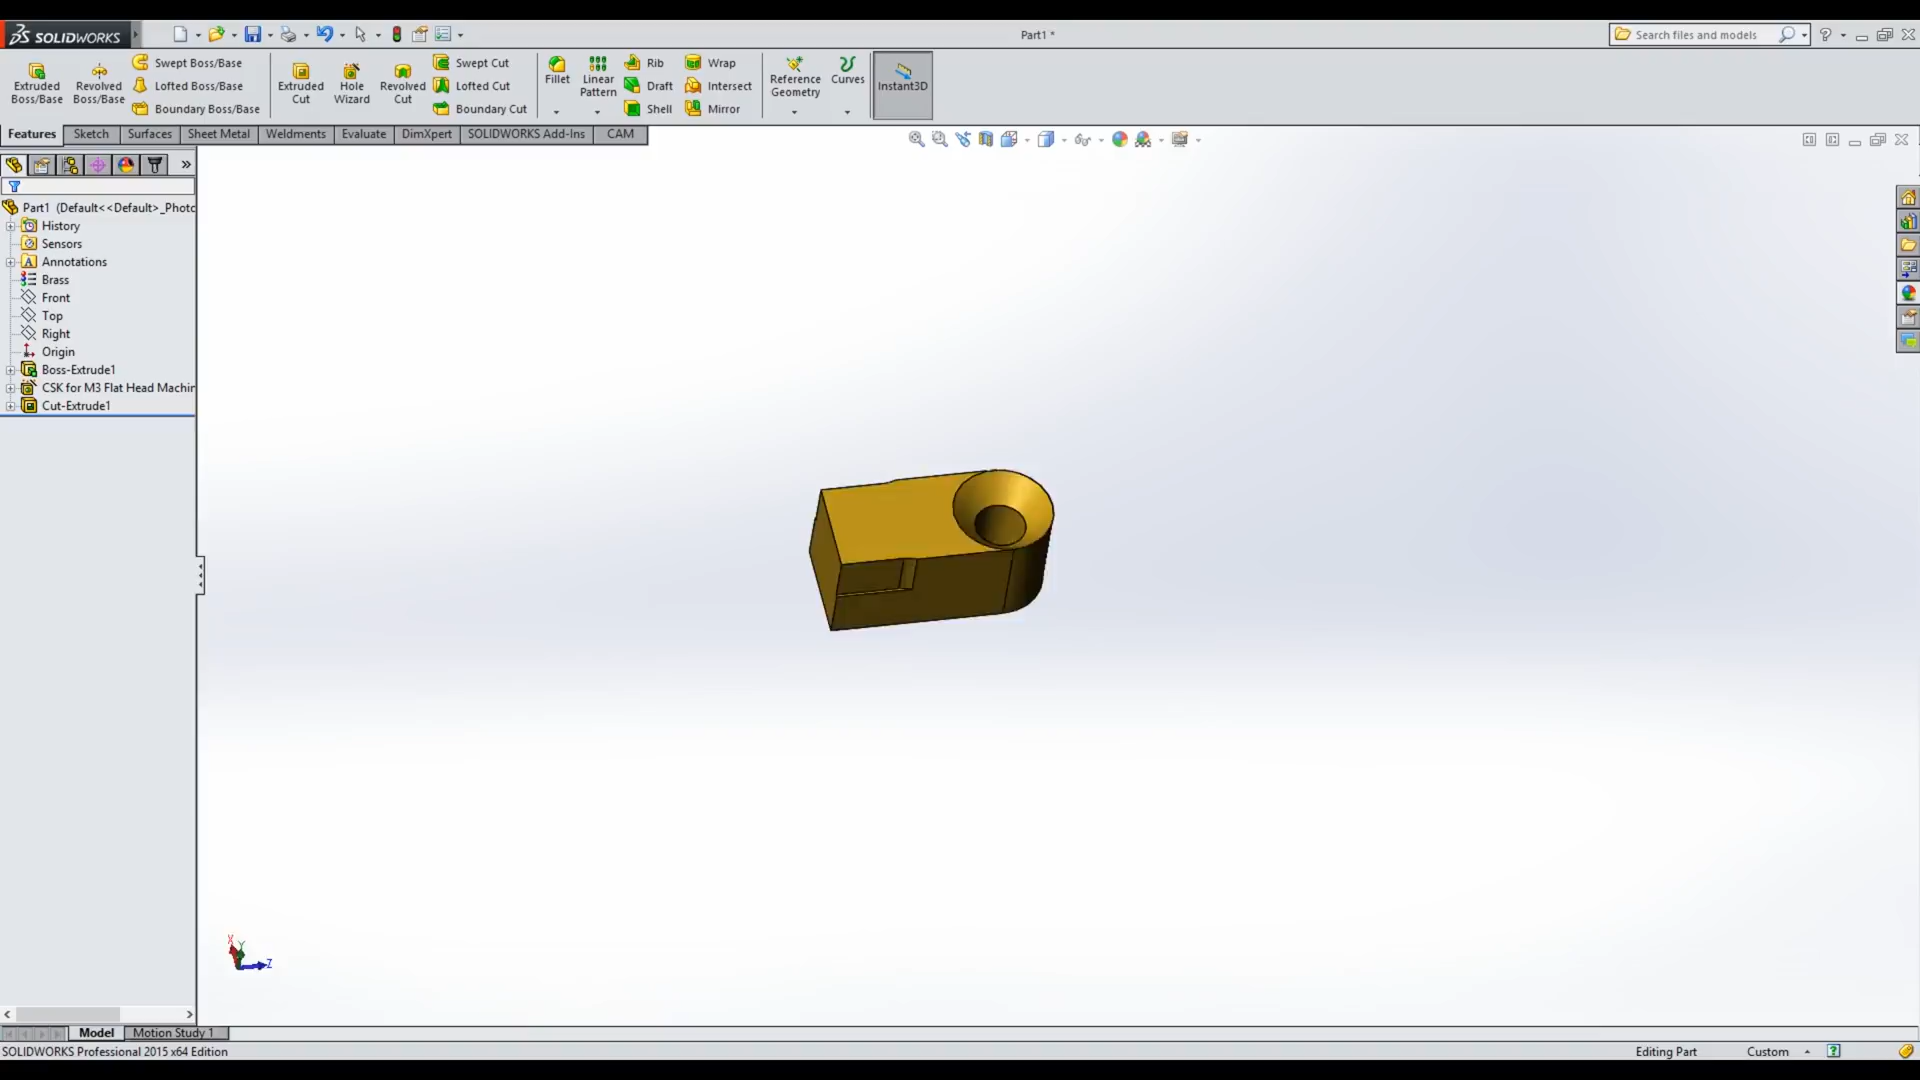 SOLIDWORKS
Part1 *
Search files and models
Extruded Boss/Base
Revolved Boss/Base
Swept Boss/Base
Lofted Boss/Base
Boundary Boss/Base
Extruded Cut
Hole Wizard
Revolved Cut
Swept Cut
Lofted Cut
Boundary Cut
Fillet
Linear Pattern
Rib
Draft
Shell
Wrap
Intersect
Mirror
Reference Geometry
Curves
Instant3D
Features
Sketch
Surfaces
Sheet Metal
Weldments
Evaluate
DimXpert
SOLIDWORKS Add-Ins
CAM
Part1 (Default<<Default>_Photo
History
Sensors
A Annotations
Brass
Front
Top
Right
Origin
Boss-Extrude1
CSK for M3 Flat Head Machin
Cut-Extrude1
X
Y
Z
Model
Motion Study 1
SOLIDWORKS Professional 2015 x64 Edition
Editing Part
Custom